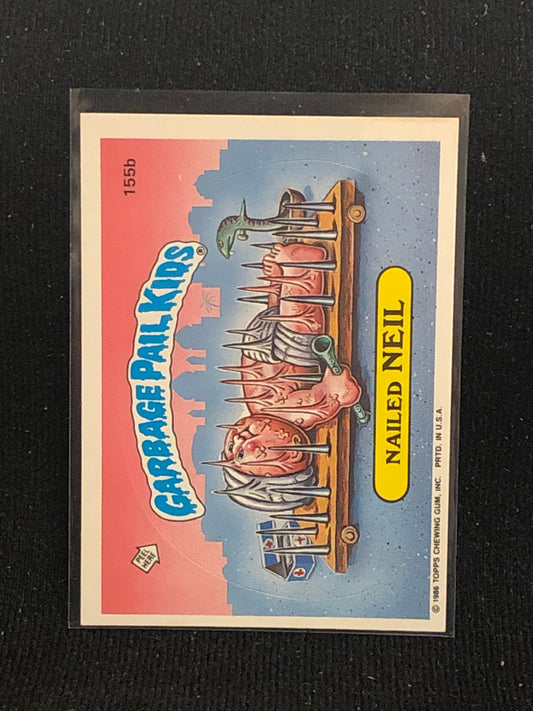 155b
GARBAGE PAIL KIDS®
PEEL
HERE
NAILED NEIL
© 1986 TOPPS CHEWING GUM, INC. PRTD. IN U.S.A.